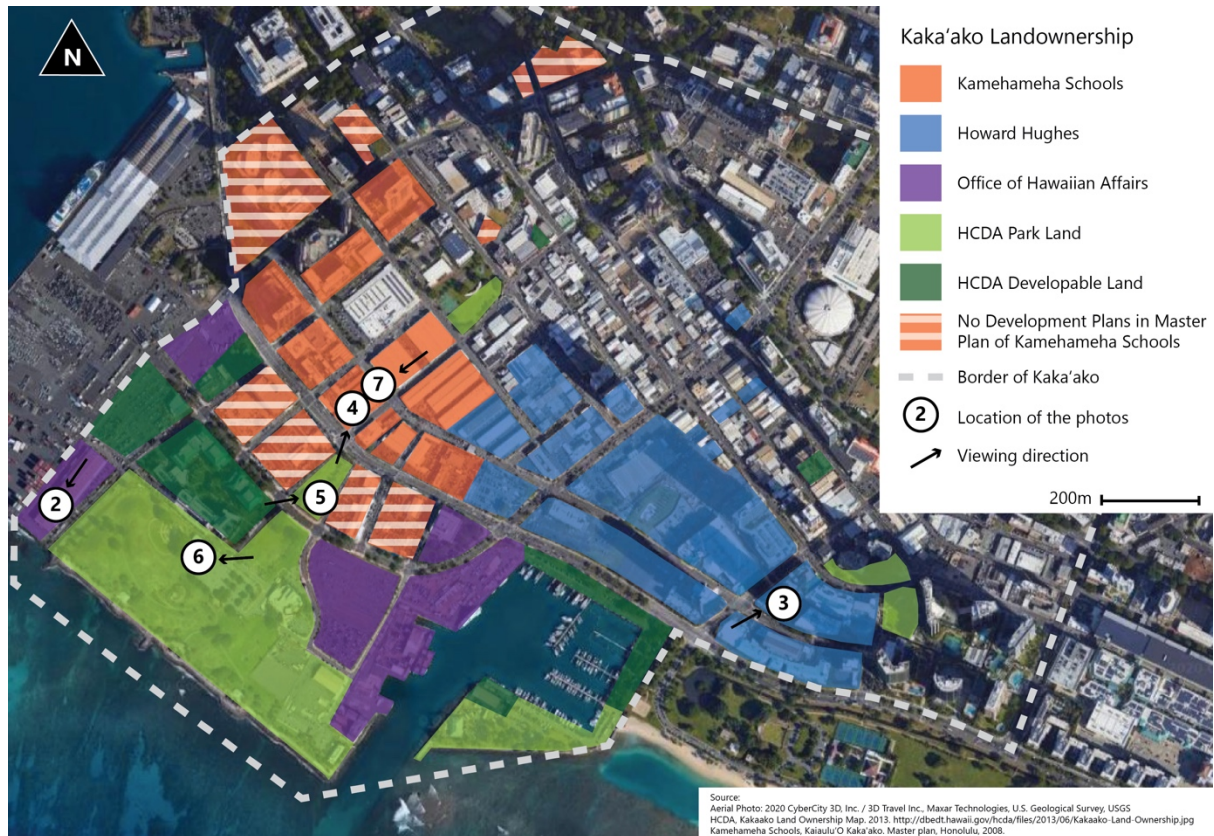 N
Kakaʻako Landownership
Kamehameha Schools
Howard Hughes
Office of Hawaiian Affairs
HCDA Park Land
HCDA Developable Land
No Development Plans in Master
Plan of Kamehameha Schools
Border of Kakaʻako
2
Location of the photos
Viewing direction
200m
7
4
2
5
6
3
Source:
Aerial Photo: 2020 CyberCity 3D, Inc. / 3D Travel Inc., Maxar Technologies, U.S. Geological Survey, USGS
HCDA, Kakaako Land Ownership Map. 2013. http://dbedt.hawaii.gov/hcda/files/2013/06/Kakaako-Land-Ownership.jpg
Kamehameha Schools, Kaiaulu'O Kaka'ako. Master plan, Honolulu, 2008.